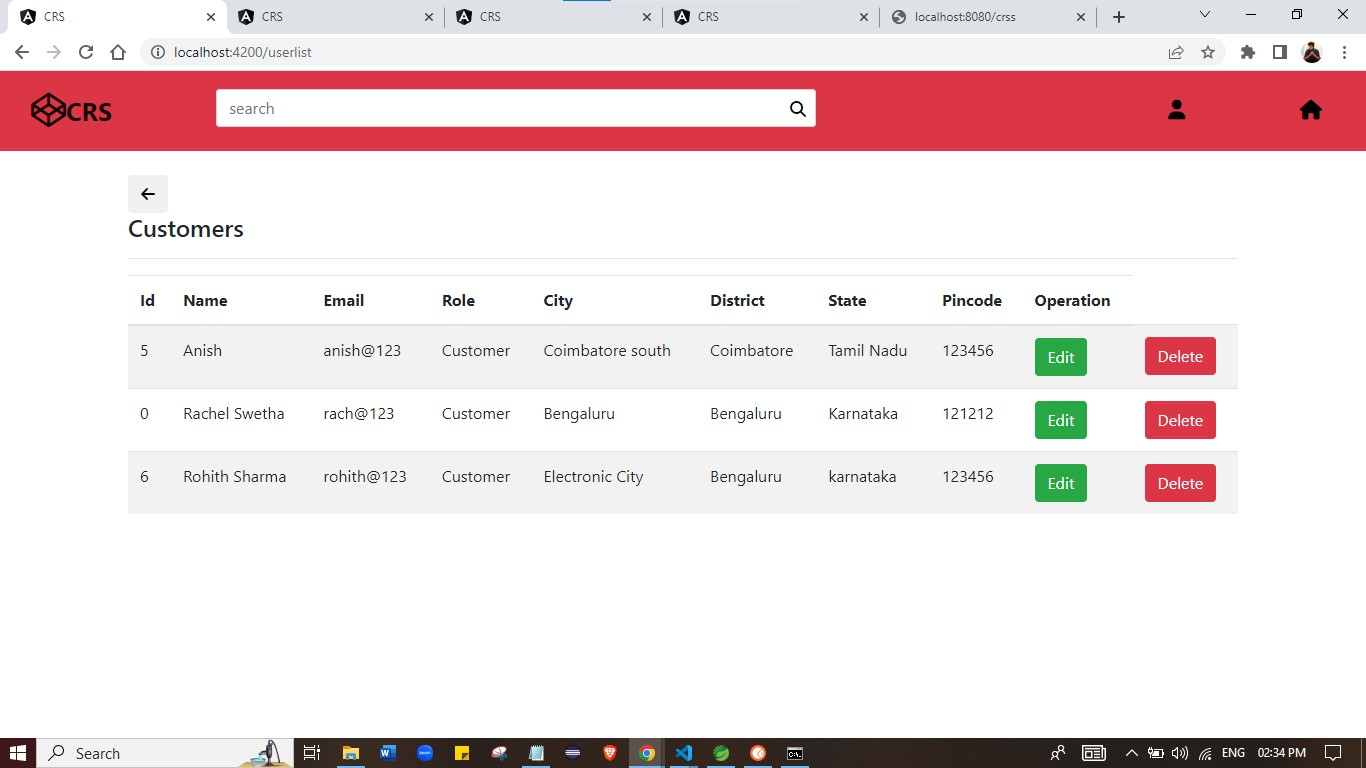 CRS CRS CRS CRS localhost:8080/crss
localhost:4200/userlist
CRS search
Customers
Id Name Email Role City District State Pincode Operation
5 Anish anish@123 Customer Coimbatore south Coimbatore Tamil Nadu 123456 Edit Delete
0 Rachel Swetha rach@123 Customer Bengaluru Bengaluru Karnataka 121212 Edit Delete
6 Rohith Sharma rohith@123 Customer Electronic City Bengaluru karnataka 123456 Edit Delete
Search ENG 02:34 PM